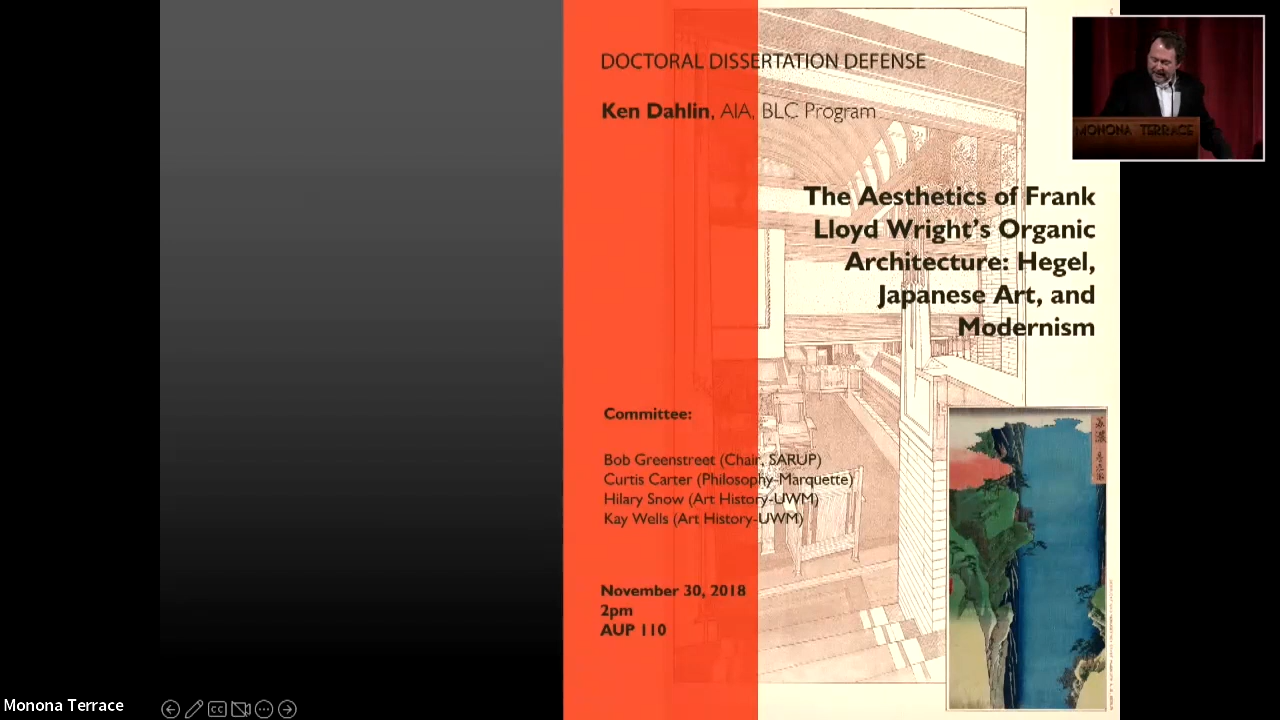 DOCTORAL DISSERTATION DEFENSE
Ken Dahlin, AIA, BLC Program
MONONA TERRACE
The Aesthetics of Frank
Lloyd Wright's Organic
Architecture: Hegel,
Japanese Art, and
Modernism
Committee:
Bob Greenstreet (Chair, SARUP)
Curtis Carter (Philosophy-Marquette)
Hilary Snow (Art History-UWM)
Kay Wells (Art History-UWM)
November 30, 2018
2pm
AUP 110
Monona Terrace
CC